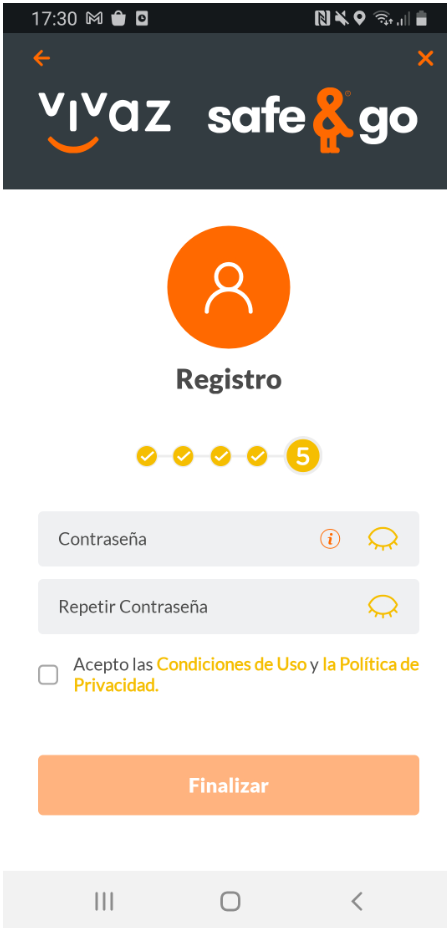 17:30
vivaz safe & go
Registro
5
Contraseña
Repetir Contraseña
Acepto las Condiciones de Uso y la Política de
Privacidad.
Finalizar